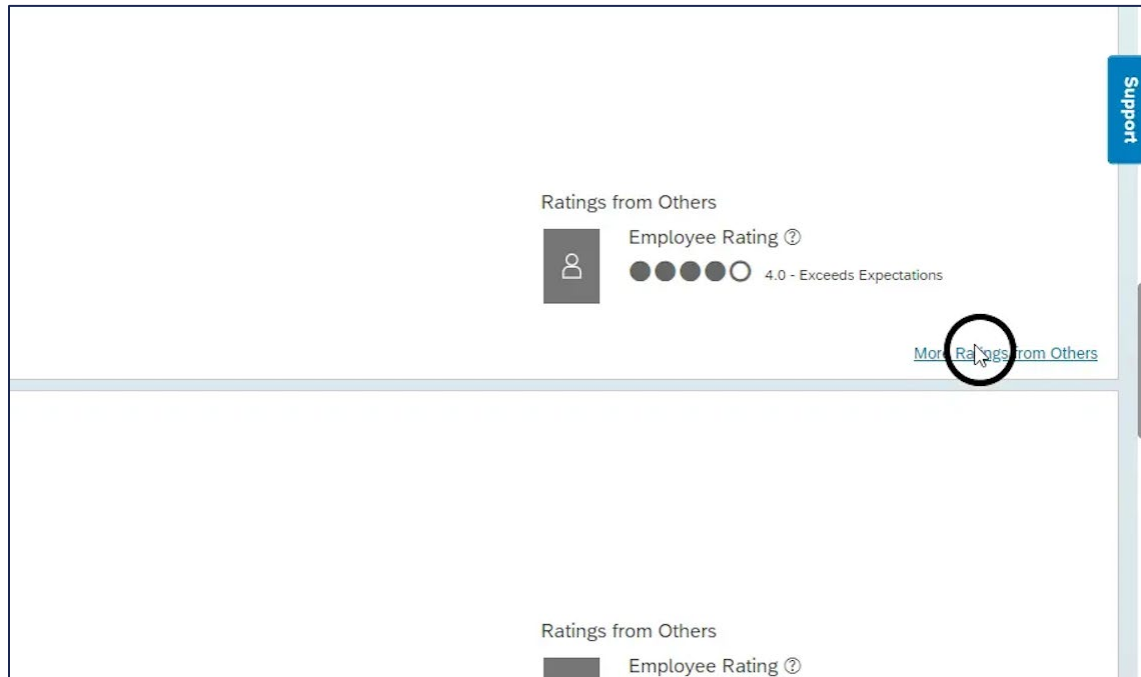 Support
Ratings from Others
Employee Rating
4.0 - Exceeds Expectations
More Ratings from Others
Ratings from Others
Employee Rating